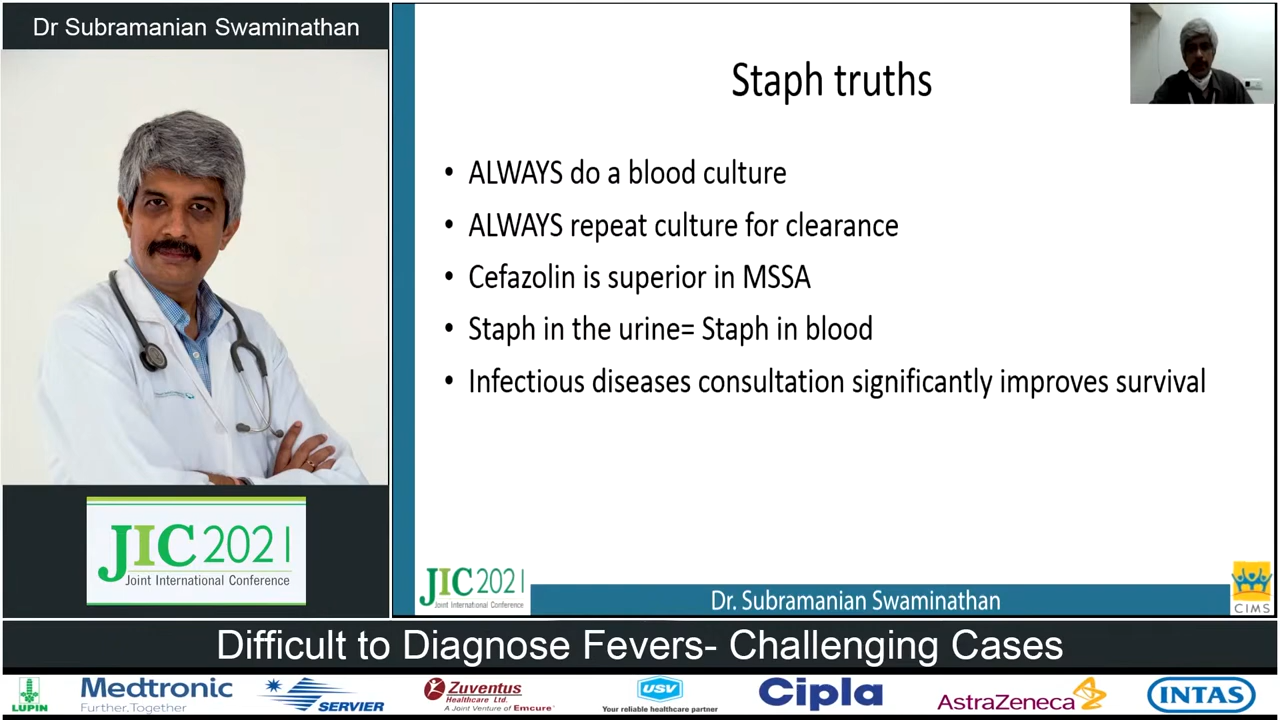 Dr Subramanian Swaminathan
Staph truths
• ALWAYS do a blood culture
• ALWAYS repeat culture for clearance
• Cefazolin is superior in MSSA
• Staph in the urine= Staph in blood
• Infectious diseases consultation significantly improves survival
JIC 2021
Joint International Conference
JIC 2021
Joint International Conference
Dr. Subramanian Swaminathan
CIMS
Difficult to Diagnose Fevers- Challenging Cases
LUPIN
Medtronic
Further.Together
SERVIER
Zuventus
Healthcare Ltd.
A Joint Venture of Emcure
USV
Your reliable healthcare partner
Cipla
AstraZeneca
INTAS